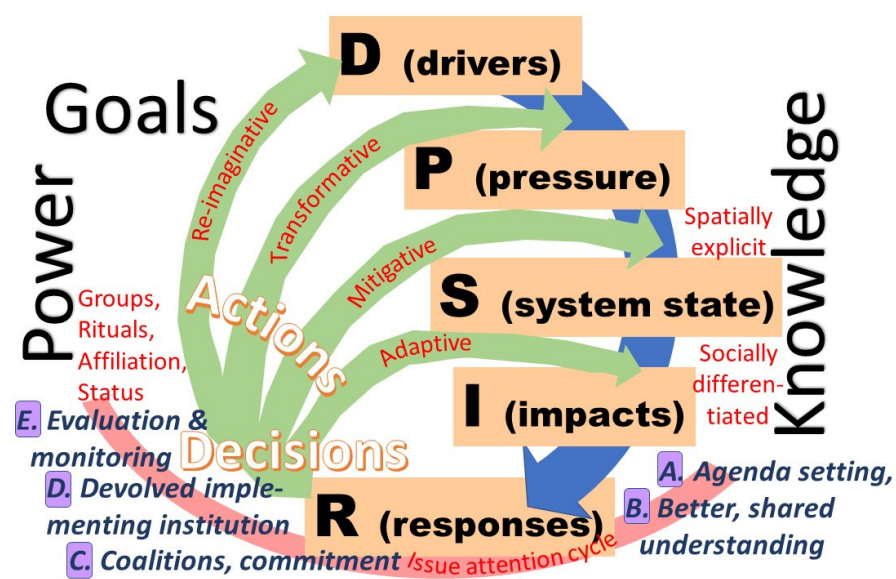 D (drivers)
Goals
Re-imaginative
Transformative
P (pressure)
Knowledge
Power
Spatially
explicit
Mitigative
S (system state)
Groups,
Rituals,
Affiliation,
Status
Actions
Adaptive
Socially
differen-
tiated
I (impacts)
E. Evaluation &
monitoring
Decisions
A. Agenda setting,
D. Devolved imple-
menting institution
R (responses)
B. Better, shared
understanding
C. Coalitions, commitment
Issue attention cycle